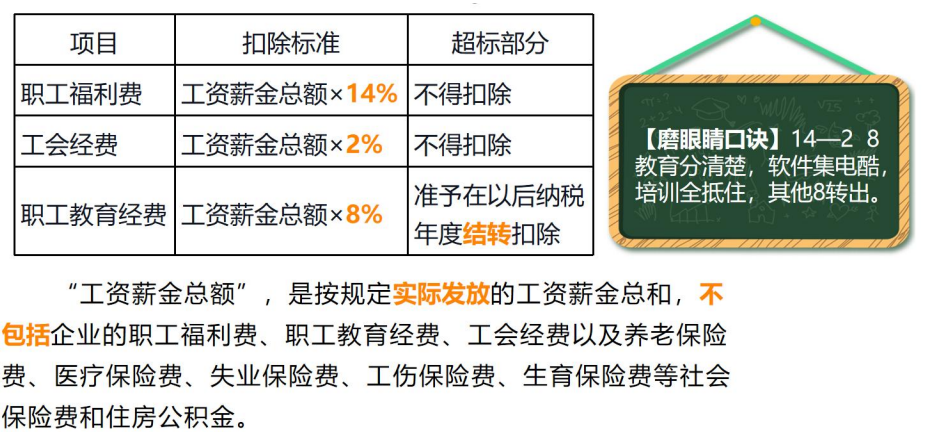 项目 扣除标准 超标部分
职工福利费 工资薪金总额×14% 不得扣除
工会经费 工资薪金总额×2% 不得扣除
职工教育经费 工资薪金总额×8% 准予在以后纳税
年度结转扣除
【磨眼睛口诀】14—2 8
教育分清楚，软件集电酷，
培训全抵住，其他8转出。
“工资薪金总额”，是按规定实际发放的工资薪金总和，不
包括企业的职工福利费、职工教育经费、工会经费以及养老保险
费、医疗保险费、失业保险费、工伤保险费、生育保险费等社会
保险费和住房公积金。